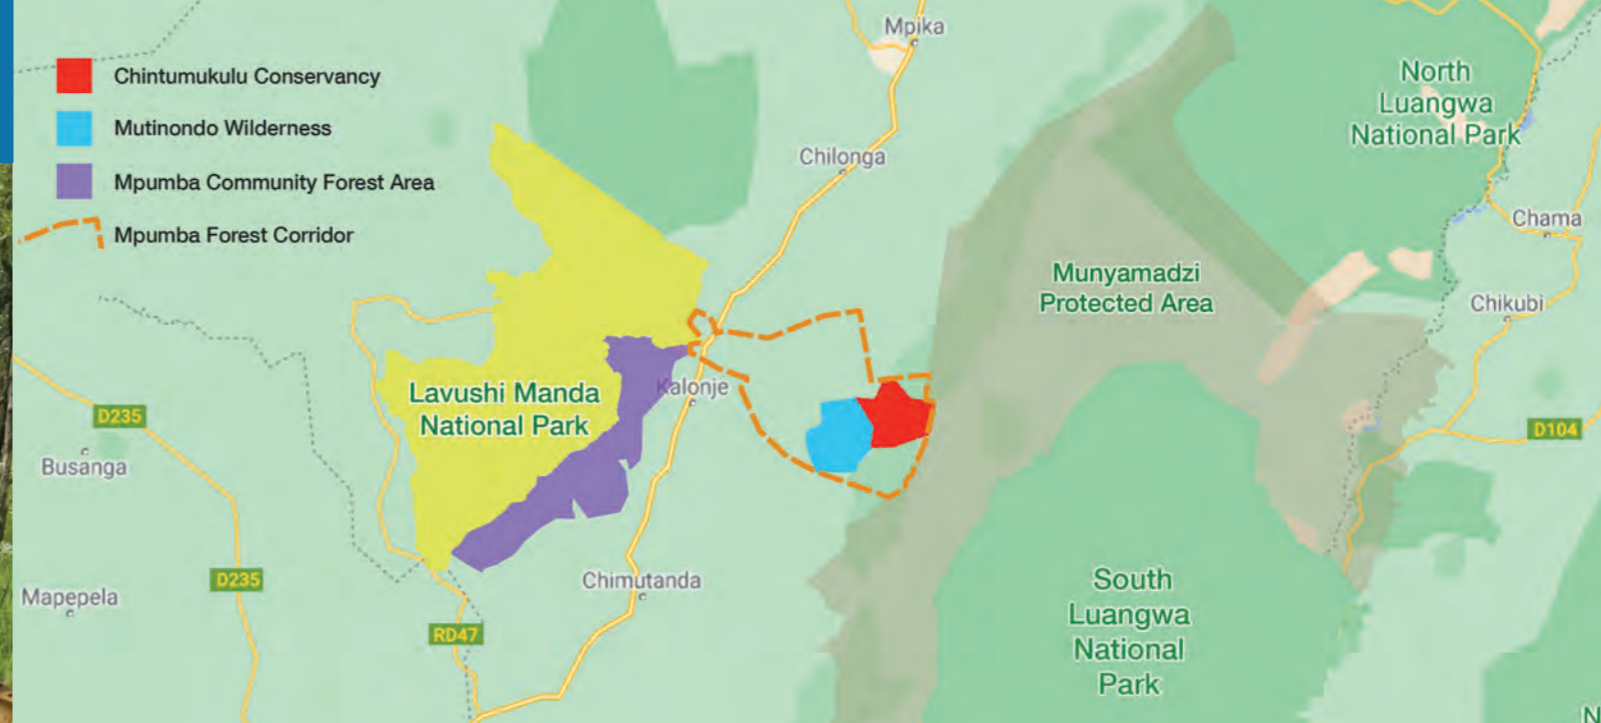 Chintumukulu Conservancy
Mutinondo Wilderness
Mpumba Community Forest Area
Mpumba Forest Corridor
Mpika
Chilonga
North
Luangwa
National Park
Chama
Munyamadzi
Protected Area
Chikubi
Kalonje
Lavushi Manda
National Park
D235
D104
Busanga
D235
Chimutanda
South
Luangwa
National
Park
Mapepela
RD47
N